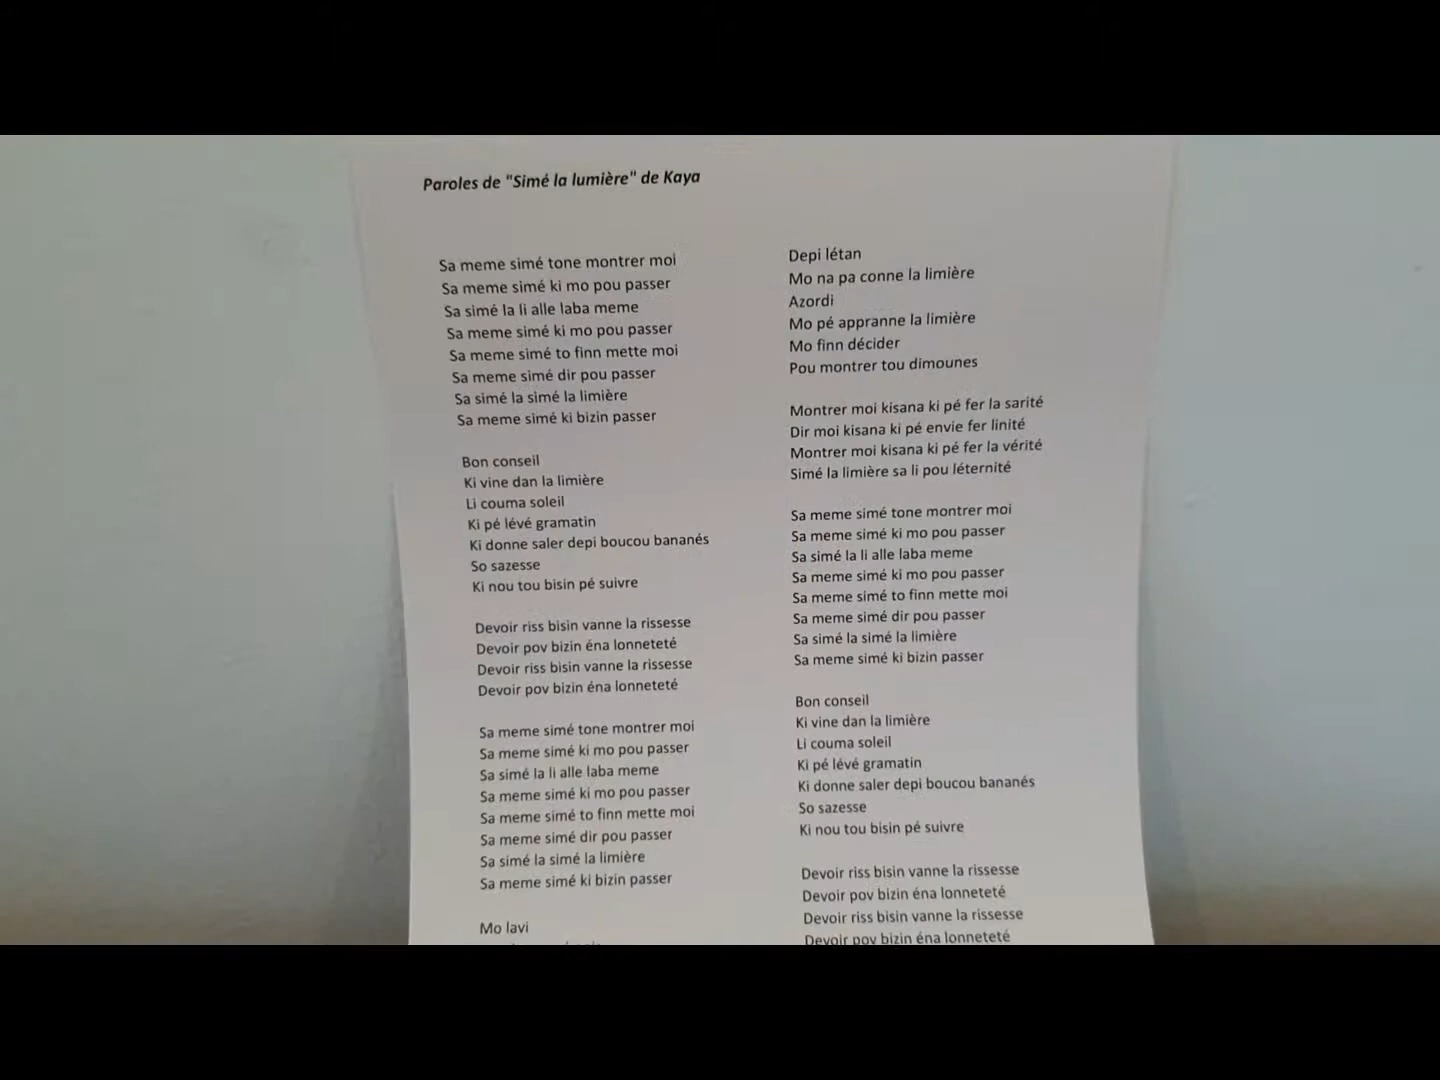 Paroles de "Simé la lumière" de Kaya
Sa meme simé tone montrer moi
Sa meme simé ki mo pou passer
Sa simé la li alle laba meme
Sa meme simé ki mo pou passer
Sa meme simé to finn mette moi
Sa meme simé dir pou passer
Sa simé la simé la limière
Sa meme simé ki bizin passer
Bon conseil
Ki vine dan la limière
Li couma soleil
Ki pé lévé gramatin
Ki donne saler depi boucou bananés
So sazesse
Ki nou tou bisin pé suivre
Devoir riss bisin vanne la rissesse
Devoir pov bizin éna lonneteté
Devoir riss bisin vanne la rissesse
Devoir pov bizin éna lonneteté
Sa meme simé tone montrer moi
Sa meme simé ki mo pou passer
Sa simé la li alle laba meme
Sa meme simé ki mo pou passer
Sa meme simé to finn mette moi
Sa meme simé dir pou passer
Sa simé la simé la limière
Sa meme simé ki bizin passer
Mo lavi
Depi létan
Mo na pa conne la limière
Azordi
Mo pé appranne la limière
Mo finn décider
Pou montrer tou dimounes
Montrer moi kisana ki pé fer la sarité
Dir moi kisana ki pé envie fer linité
Montrer moi kisana ki pé fer la vérité
Simé la limière sa li pou léternité
Sa meme simé tone montrer moi
Sa meme simé ki mo pou passer
Sa simé la li alle laba meme
Sa meme simé ki mo pou passer
Sa meme simé to finn mette moi
Sa meme simé dir pou passer
Sa simé la simé la limière
Sa meme simé ki bizin passer
Bon conseil
Ki vine dan la limière
Li couma soleil
Ki pé lévé gramatin
Ki donne saler depi boucou bananés
So sazesse
Ki nou tou bisin pé suivre
Devoir riss bisin vanne la rissesse
Devoir pov bizin éna lonneteté
Devoir riss bisin vanne la rissesse
Devoir pov bizin éna lonneteté